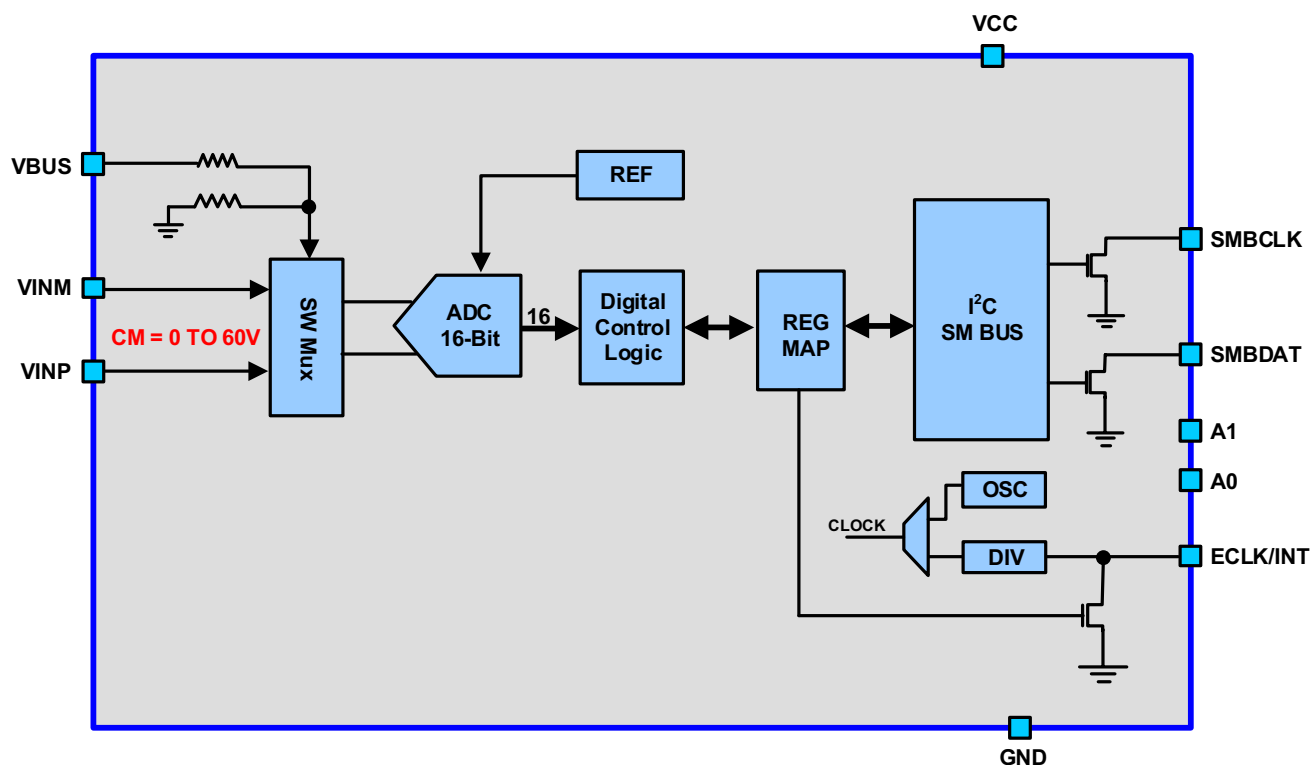 VCC
VBUS
REF
SMBCLK
VINM
SW Mux
ADC
16-Bit
16
Digital
Control
Logic
REG
MAP
I²C
SM BUS
CM = 0 TO 60V
SMBDAT
VINP
A1
A0
OSC
CLOCK
DIV
ECLK/INT
GND